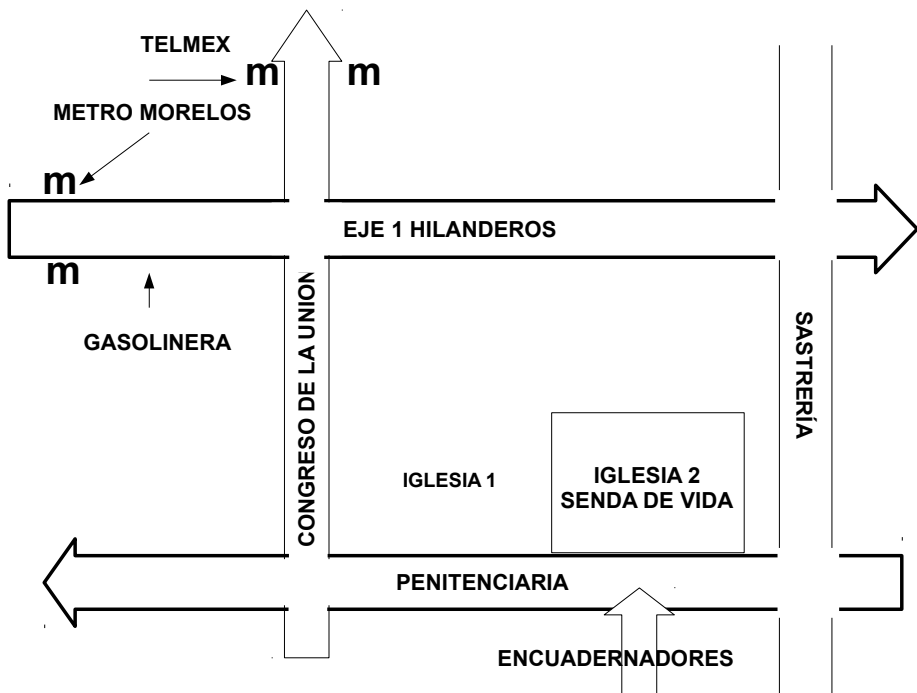 TELMEX
m
m
METRO MORELOS
m
EJE 1 HILANDEROS
m
GASOLINERA
CONGRESO DE LA UNION
SASTRERÍA
IGLESIA 1
IGLESIA 2
SENDA DE VIDA
PENITENCIARIA
ENCUADERNADORES